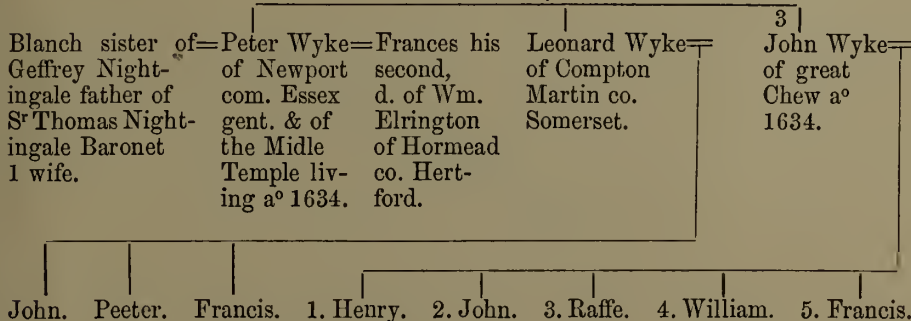 3
Blanch sister of=Peter Wyke=Frances his Leonard Wyke= John Wyke=
Geffrey Night- of Newport second, of Compton of great
ingale father of com. Essex d. of Wm. Martin co. Chew aº
Sr Thomas Night- gent. & of Elrington Somerset. 1634.
ingale Baronet the Midle of Hormead
1 wife. Temple liv- co. Hert-
ing aº 1634. ford.
John. Peeter. Francis. 1. Henry. 2. John. 3. Raffe. 4. William. 5. Francis.